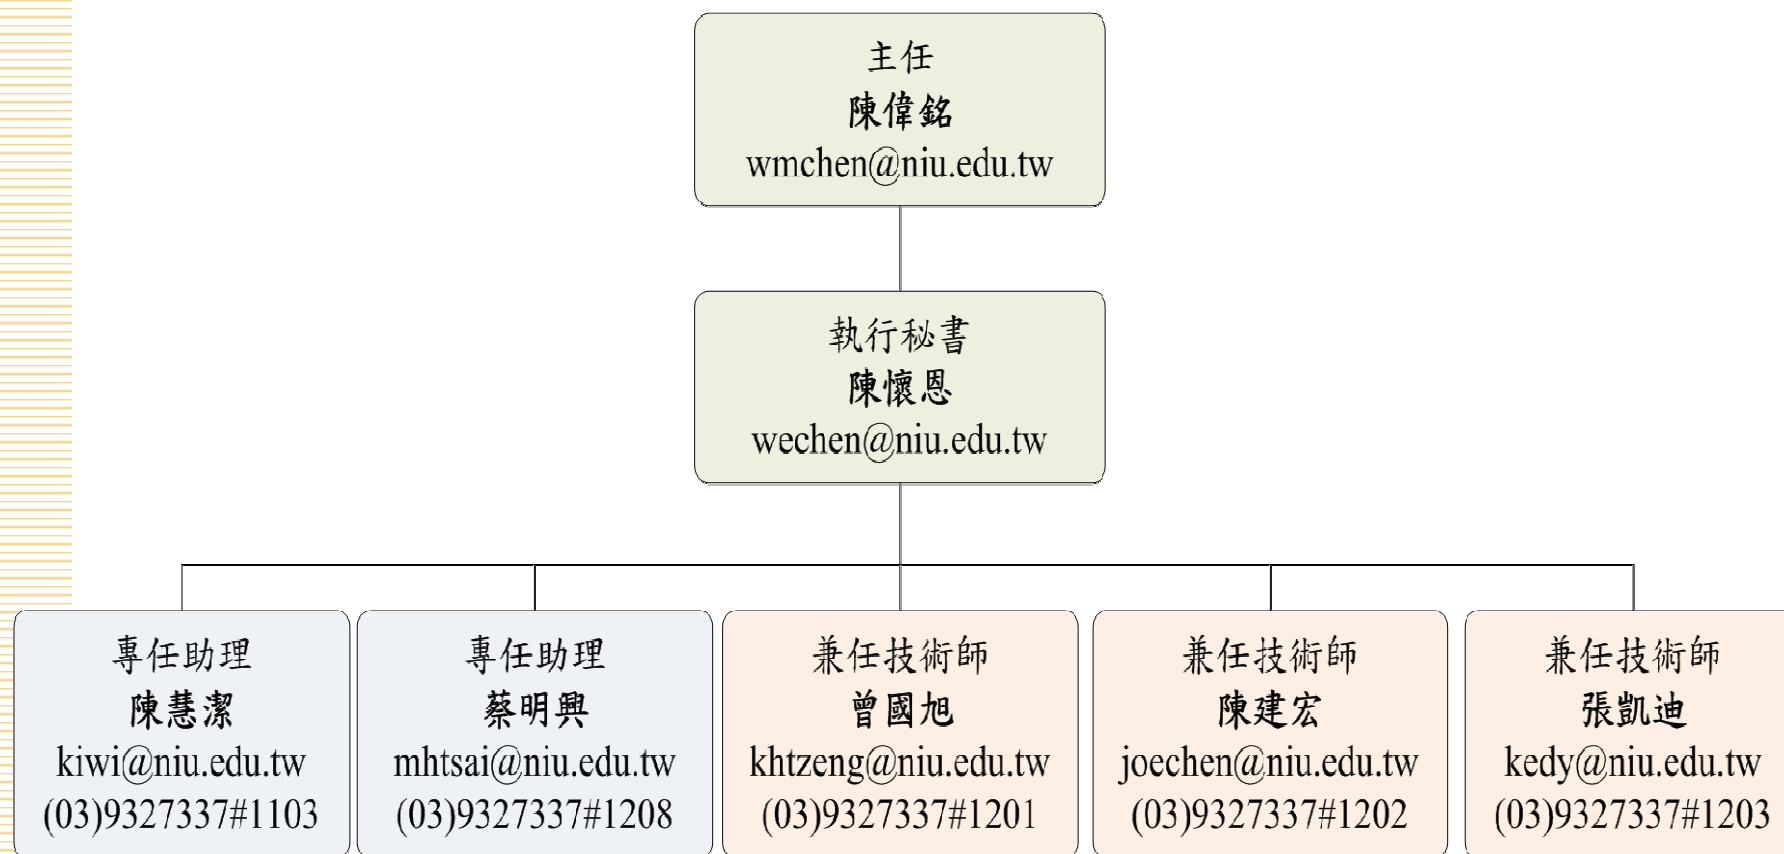 主任
陳偉銘
wmchen@niu.edu.tw
執行秘書
陳懷恩
wechen@niu.edu.tw
專任助理
陳慧潔
kiwi@niu.edu.tw
(03)9327337#1103
專任助理
蔡明興
mhtsai@niu.edu.tw
(03)9327337#1208
兼任技術師
曾國旭
khtzeng@niu.edu.tw
(03)9327337#1201
兼任技術師
陳建宏
joechen@niu.edu.tw
(03)9327337#1202
兼任技術師
張凱迪
kedy@niu.edu.tw
(03)9327337#1203